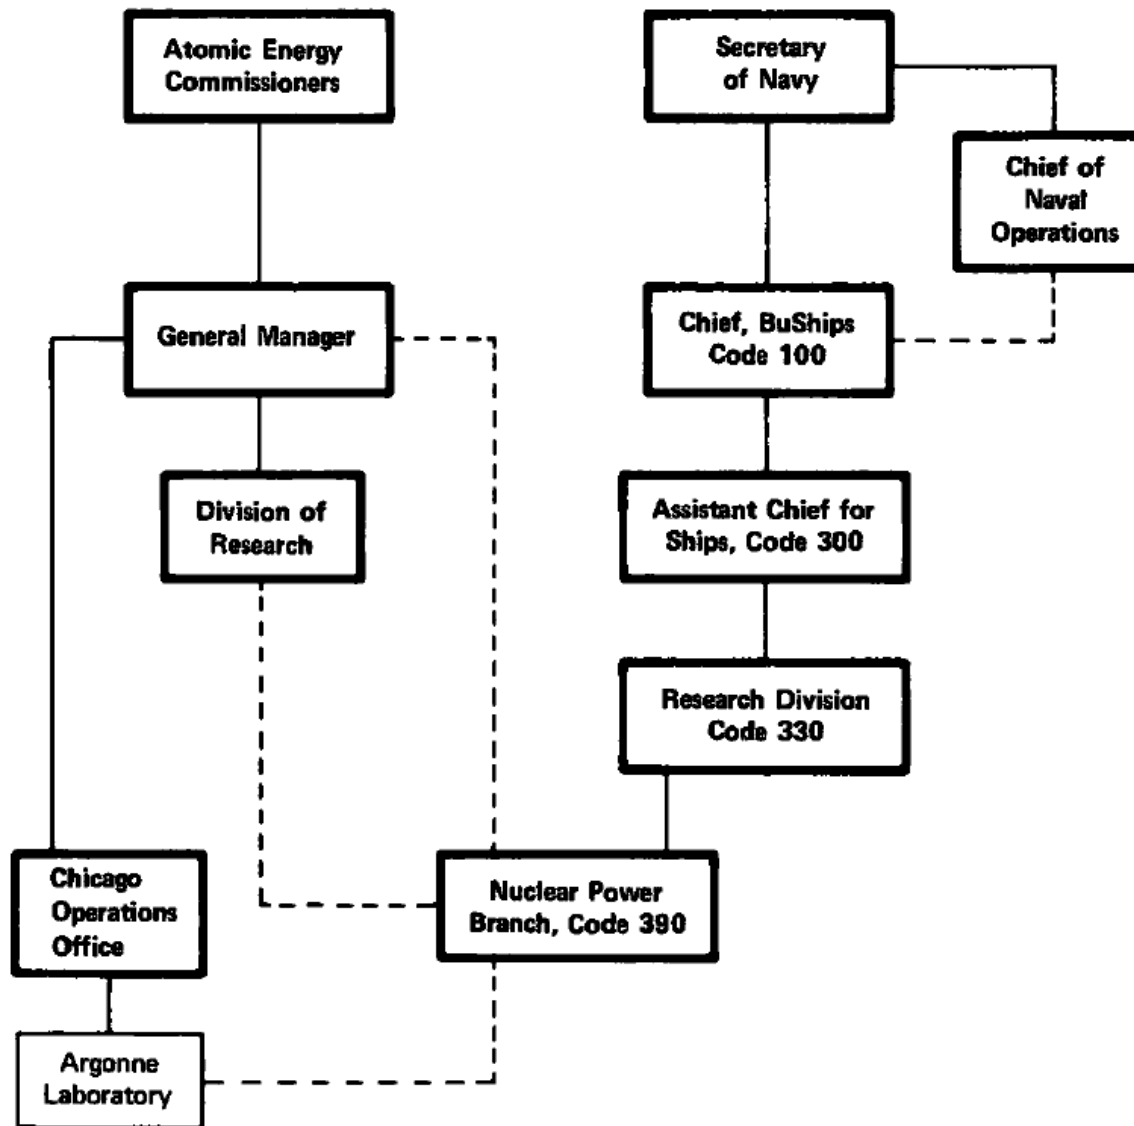 Atomic Energy
Commissioners
Secretary
of Navy
Chief of
Naval
Operations
General Manager
Chief, BuShips
Code 100
Division of
Research
Assistant Chief for
Ships, Code 300
Research Division
Code 330
Chicago
Operations
Office
Nuclear Power
Branch, Code 390
Argonne
Laboratory